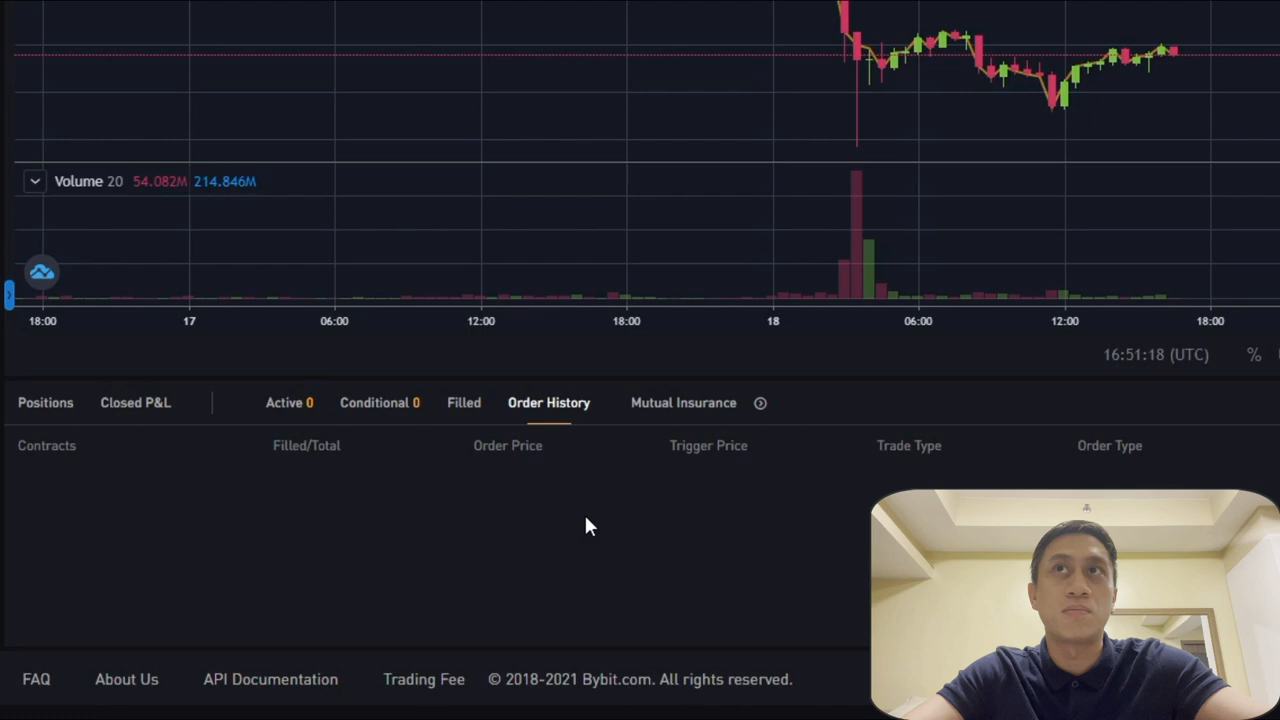 Volume 20 54.082M 214.846M
18:00 17 06:00 12:00 18:00 18 06:00 12:00 18:00
16:51:18 (UTC) %
Positions Closed P&L Active 0 Conditional 0 Filled Order History Mutual Insurance
Contracts Filled/Total Order Price Trigger Price Trade Type Order Type
FAQ About Us API Documentation Trading Fee © 2018-2021 Bybit.com. All rights reserved.